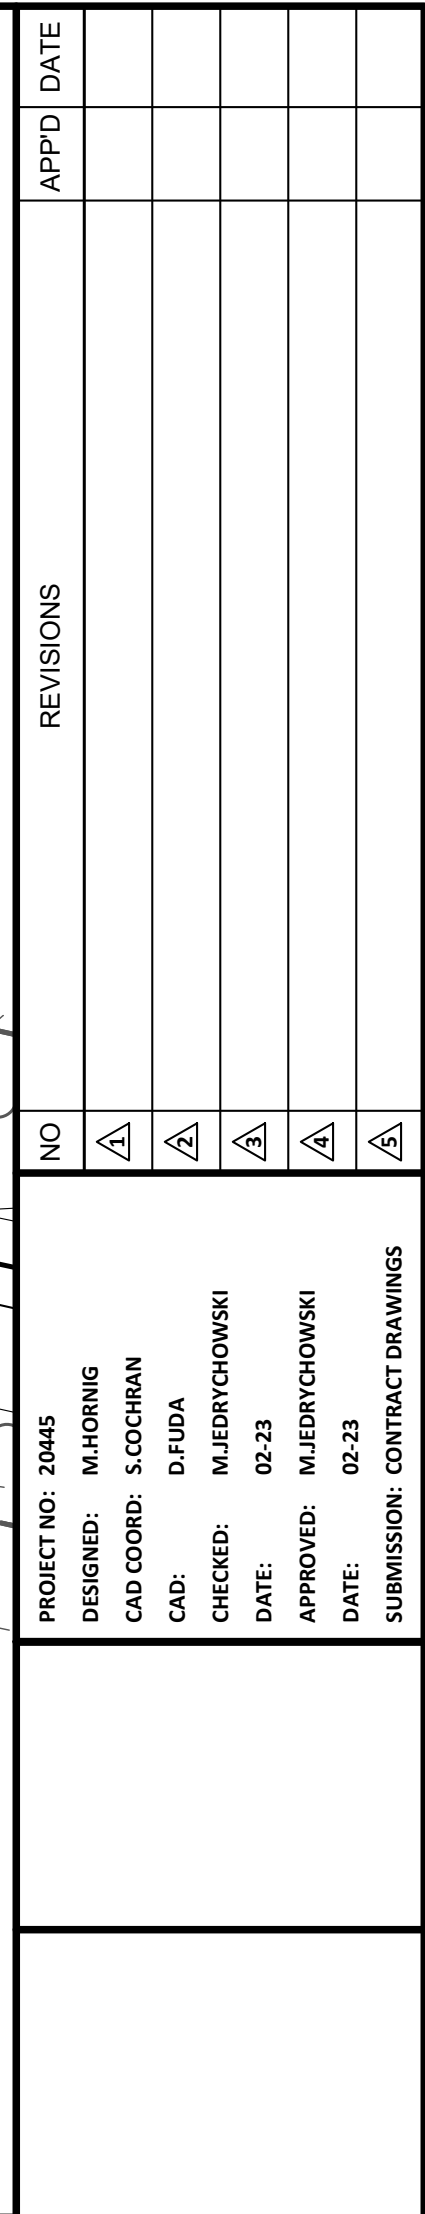 PROJECT NO: 20445
DESIGNED: M.HORNIG
CAD COORD: S.COCHRAN
CAD: D.FUDA
CHECKED: M.JEDRYCHOWSKI
DATE: 02-23
APPROVED: M.JEDRYCHOWSKI
DATE: 02-23
SUBMISSION: CONTRACT DRAWINGS
NO REVISIONS APP'D DATE
1
2
3
4
5